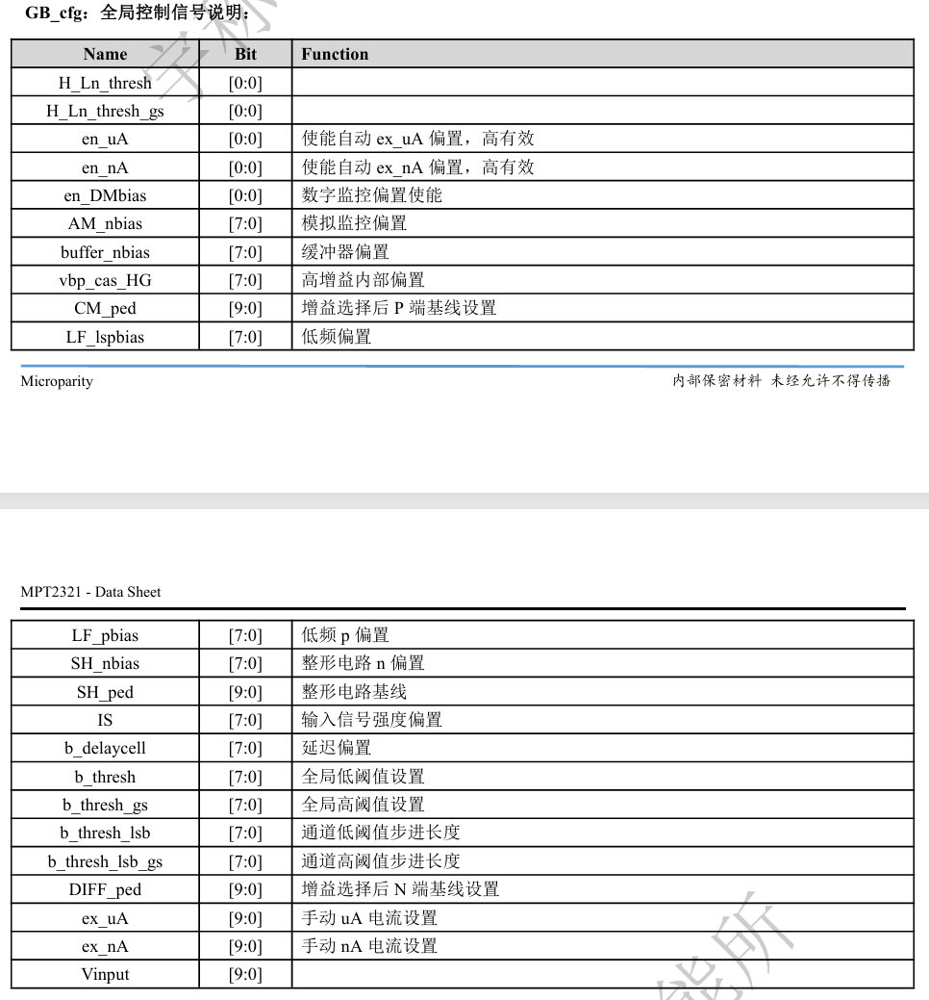 GB_cfg：全局控制信号说明：
Name Bit Function
H_Ln_thresh [0:0]
H_Ln_thresh_gs [0:0]
en_uA [0:0] 使能自动 ex_uA 偏置，高有效
en_nA [0:0] 使能自动 ex_nA 偏置，高有效
en_DMbias [0:0] 数字监控偏置使能
AM_nbias [7:0] 模拟监控偏置
buffer_nbias [7:0] 缓冲器偏置
vbp_cas_HG [7:0] 高增益内部偏置
CM_ped [9:0] 增益选择后 P 端基线设置
LF_lspbias [7:0] 低频偏置
Microparity 内部保密材料 未经允许不得传播
MPT2321 - Data Sheet
LF_pbias [7:0] 低频 p 偏置
SH_nbias [7:0] 整形电路 n 偏置
SH_ped [9:0] 整形电路基线
IS [7:0] 输入信号强度偏置
b_delaycell [7:0] 延迟偏置
b_thresh [7:0] 全局低阈值设置
b_thresh_gs [7:0] 全局高阈值设置
b_thresh_lsb [7:0] 通道低阈值步进长度
b_thresh_lsb_gs [7:0] 通道高阈值步进长度
DIFF_ped [9:0] 增益选择后 N 端基线设置
ex_uA [9:0] 手动 uA 电流设置
ex_nA [9:0] 手动 nA 电流设置
Vinput [9:0]
宇称
能所